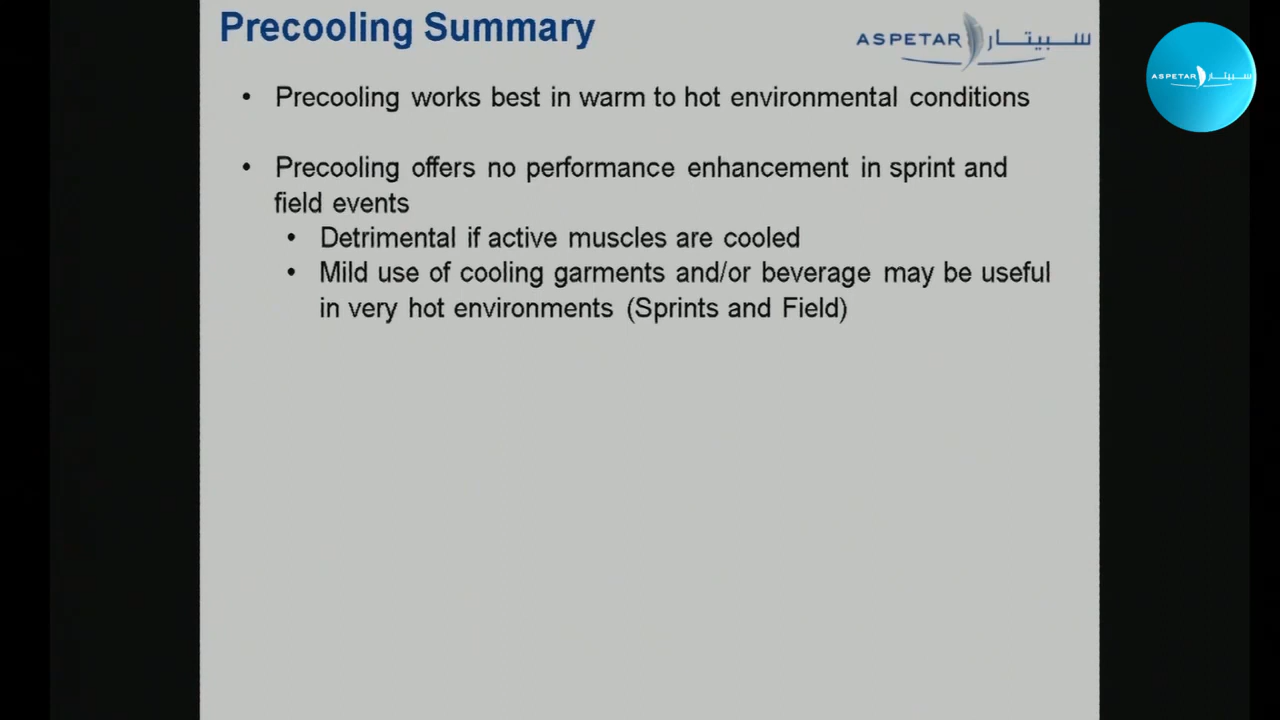 Precooling Summary
ASPETAR سبيتار
ASPETAR سبيتار
• Precooling works best in warm to hot environmental conditions
• Precooling offers no performance enhancement in sprint and
field events
• Detrimental if active muscles are cooled
• Mild use of cooling garments and/or beverage may be useful
in very hot environments (Sprints and Field)